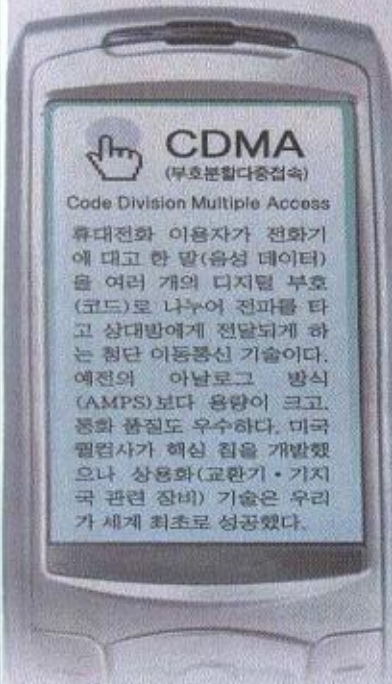 CDMA
(부호분할다중접속)
Code Division Multiple Access
휴대전화 이용자가 전화기
에 대고 한 말(음성 데이터)
을 여러 개의 디지털 부호
(코드)로 나누어 전파를 타
고 상대방에게 전달되게 하
는 첨단 이동통신 기술이다.
예전의 아날로그 방식
(AMPS)보다 용량이 크고,
통화 품질도 우수하다. 미국
퀄컴사가 핵심 칩을 개발했
으나 상용화(교환기·기지
국 관련 장비) 기술은 우리
가 세계 최초로 성공했다.